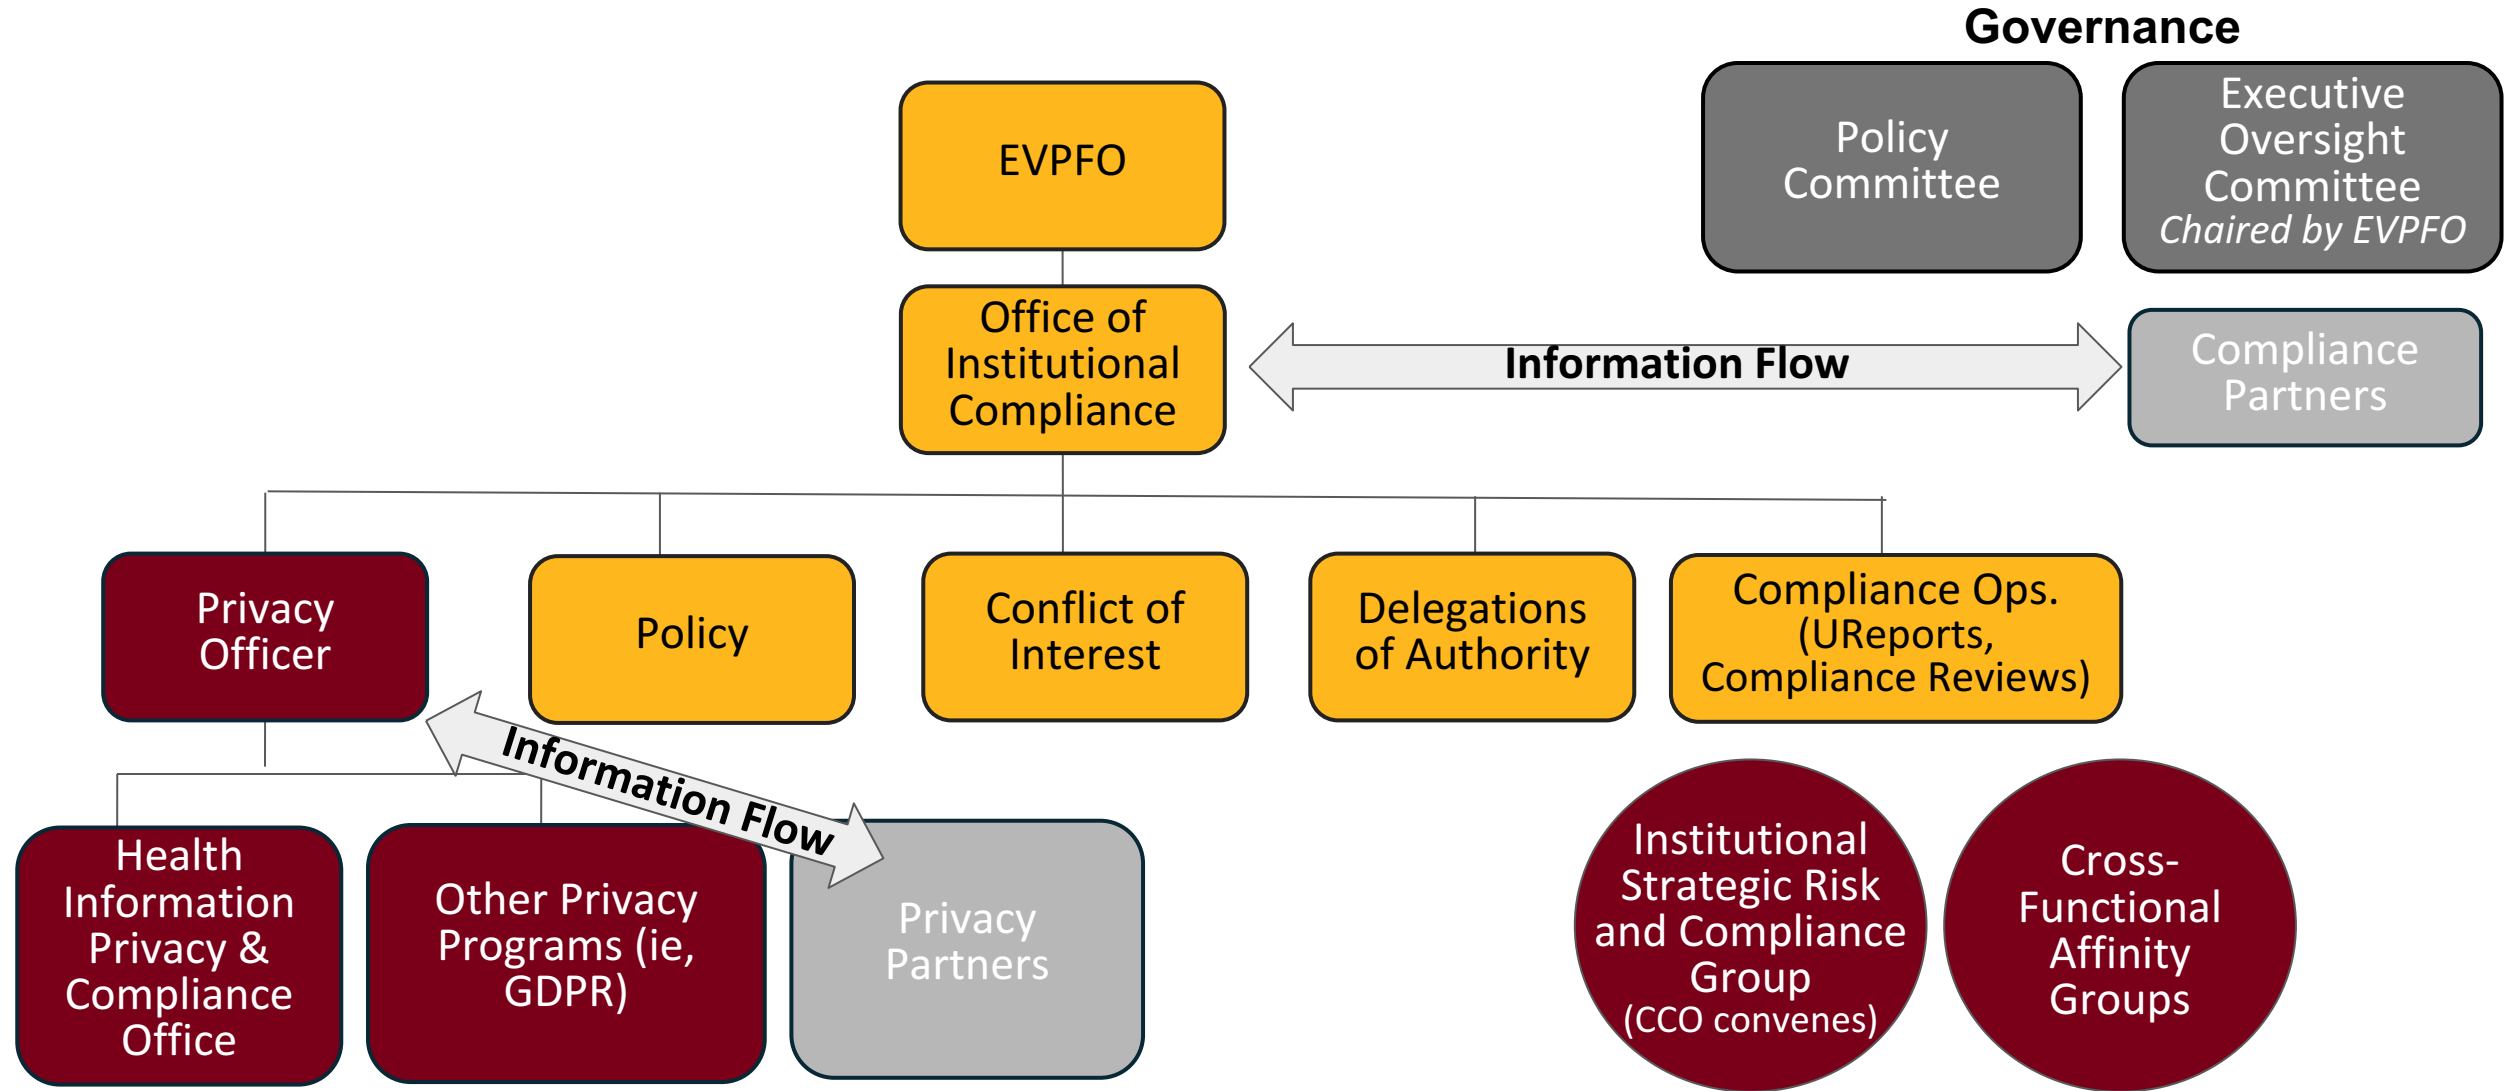 Governance
EVPFO
Policy
Committee
Executive
Oversight
Committee
Chaired by EVPFO
Office of
Institutional
Compliance
Information Flow
Compliance
Partners
Privacy
Officer
Policy
Conflict of
Interest
Delegations
of Authority
Compliance Ops.
(UReports,
Compliance Reviews)
Information Flow
Health
Information
Privacy &
Compliance
Office
Other Privacy
Programs (ie,
GDPR)
Privacy
Partners
Institutional
Strategic Risk
and Compliance
Group
(CCO convenes)
Cross-
Functional
Affinity
Groups